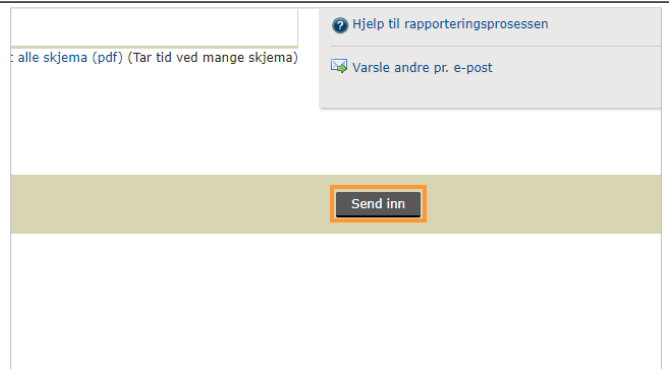 Hjelp til rapporteringsprosessen
alle skjema (pdf) (Tar tid ved mange skjema)
Varsle andre pr. e-post
Send inn